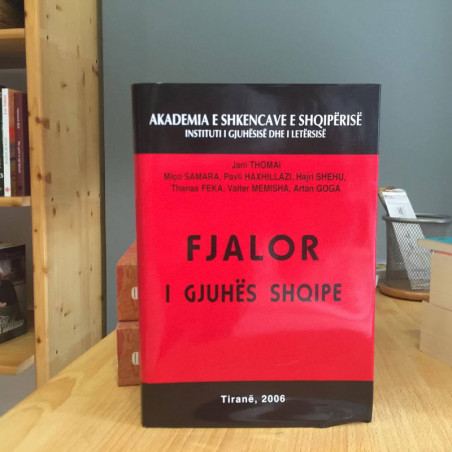 AKADEMIA E SHKENCAVE E SHQIPËRISË
INSTITUTI I GJUHËSISË DHE I LETËRSISË
Jani THOMAI
Miço SAMARA, Pavli HAXHILLAZI, Hajri SHEHU,
Thanas FEKA, Valter MEMISHA, Artan GOGA
FJALOR
I GJUHËS SHQIPE
Tiranë, 2006